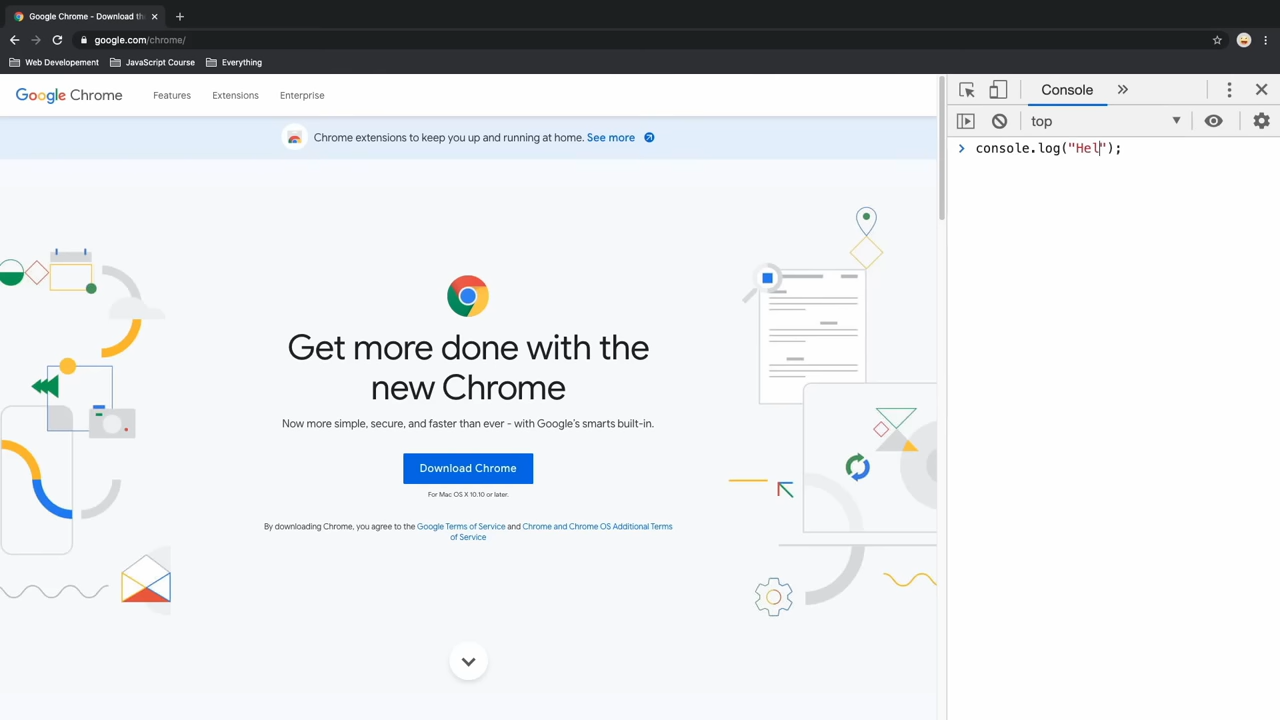 Google Chrome - Download th
google.com/chrome/
Web Developement
JavaScript Course
Everything
Google Chrome
Features
Extensions
Enterprise
Chrome extensions to keep you up and running at home. See more
Get more done with the
new Chrome
Now more simple, secure, and faster than ever - with Google's smarts built-in.
Download Chrome
For Mac OS X 10.10 or later.
By downloading Chrome, you agree to the Google Terms of Service and Chrome and Chrome OS Additional Terms
of Service
Console
top
console.log("Hel");